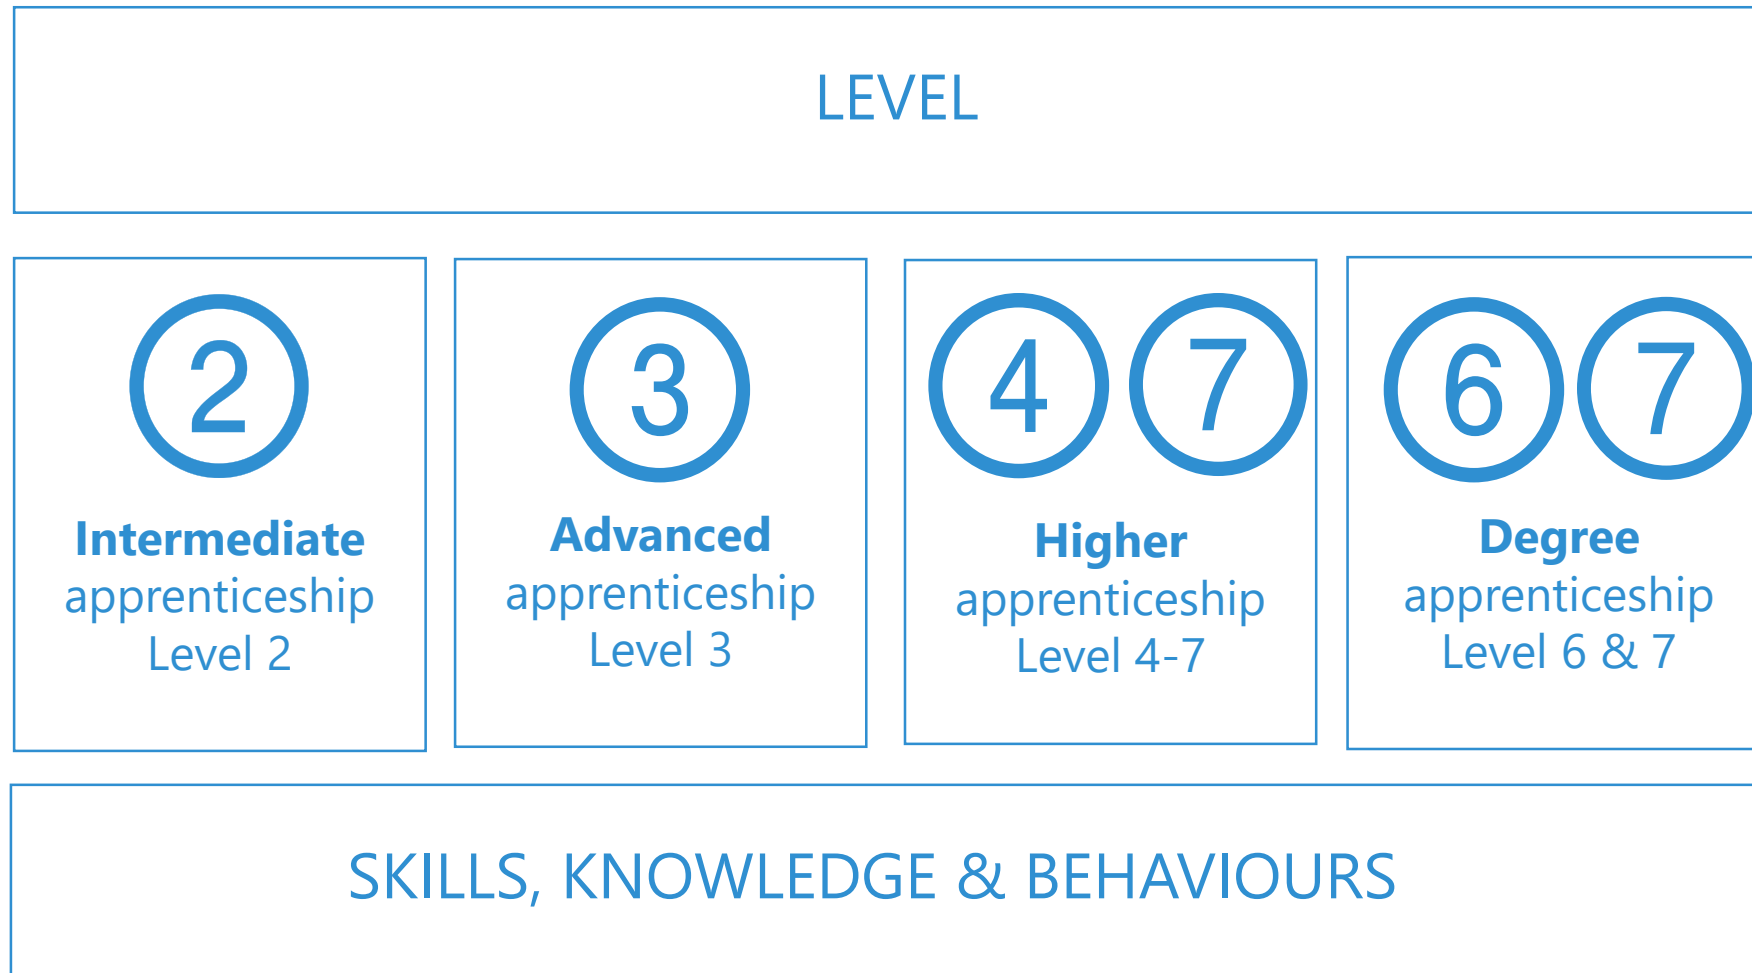 LEVEL
2
Intermediate
apprenticeship
Level 2
3
Advanced
apprenticeship
Level 3
4 7
Higher
apprenticeship
Level 4-7
6 7
Degree
apprenticeship
Level 6 & 7
SKILLS, KNOWLEDGE & BEHAVIOURS